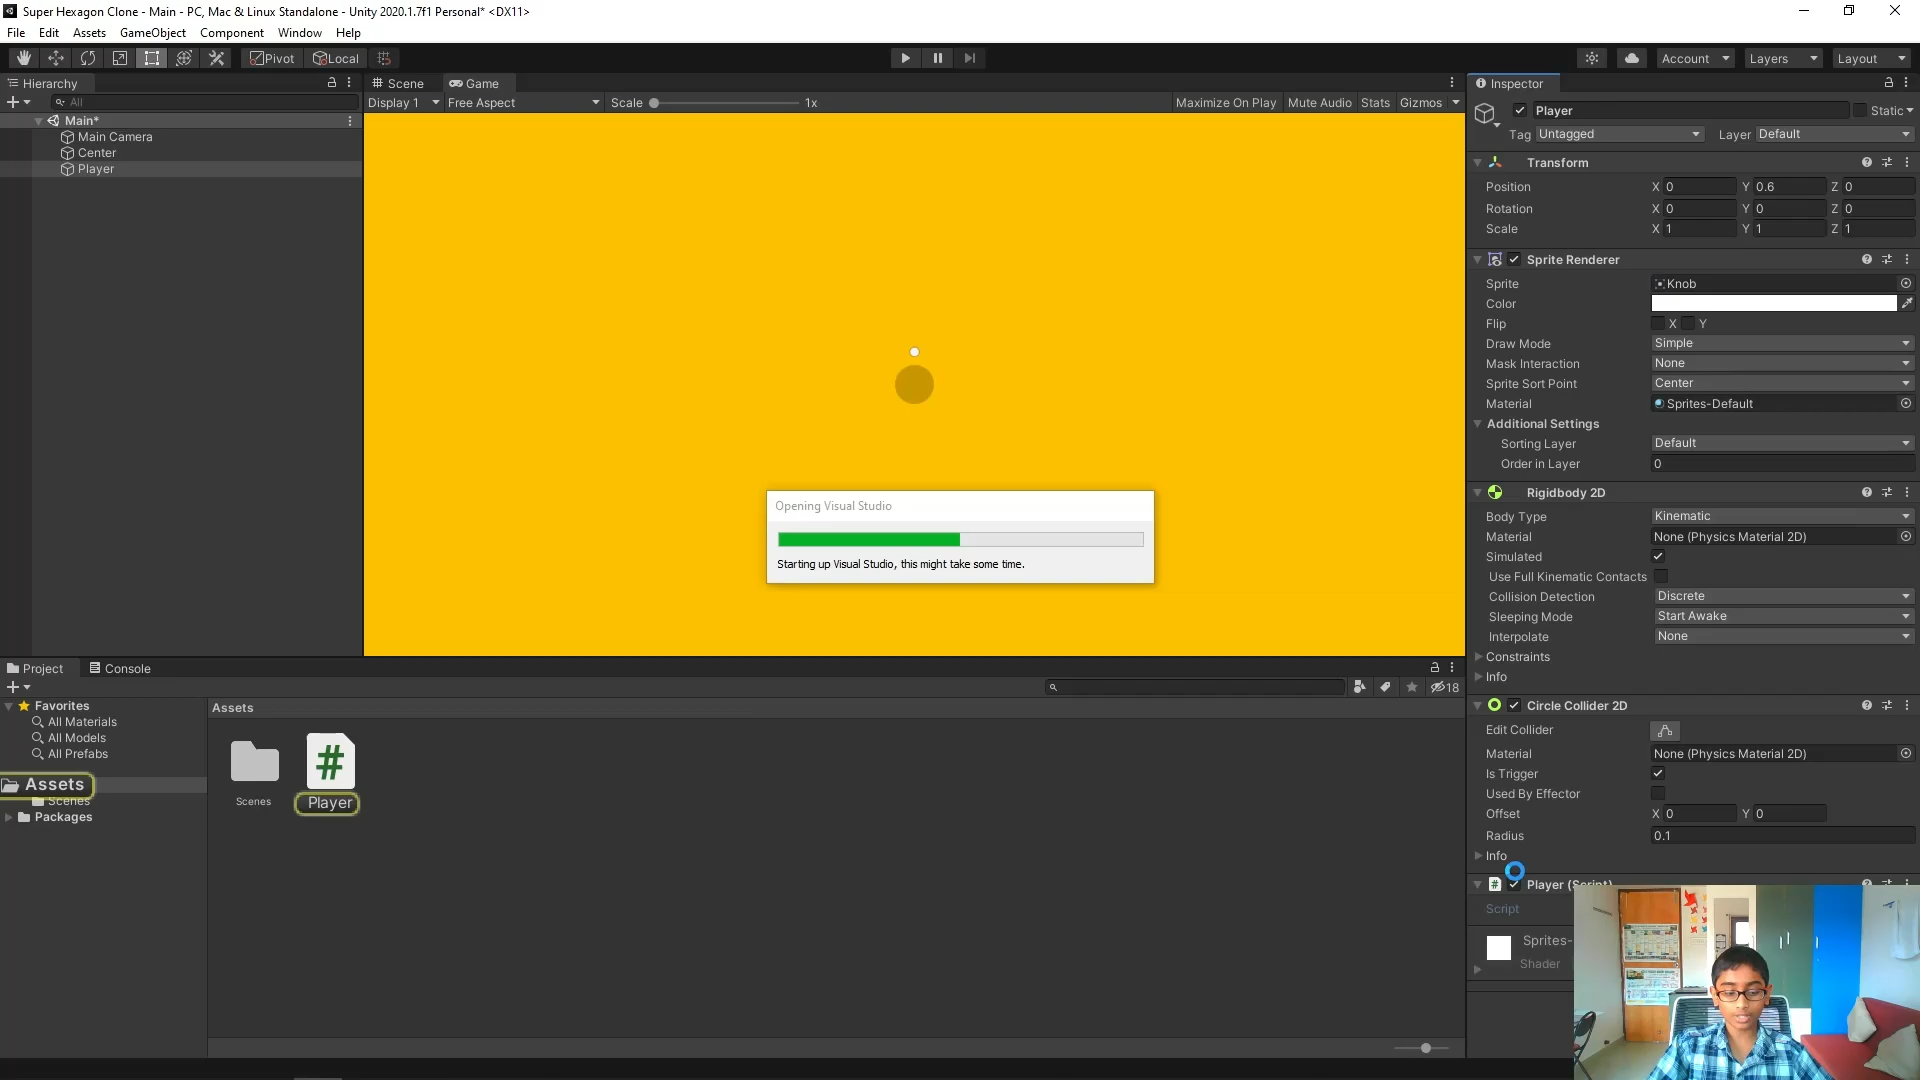 Super Hexagon Clone - Main - PC, Mac & Linux Standalone - Unity 2020.1.7f1 Personal* <DX11>
File Edit Assets GameObject Component Window Help
Pivot Local Account Layers Layout
Hierarchy
All
Main*
Main Camera
Center
Player
Scene Game
Display 1 Free Aspect Scale 1x Maximize On Play Mute Audio Stats Gizmos
Opening Visual Studio
Starting up Visual Studio, this might take some time.
Project Console
18
Favorites
All Materials
All Models
All Prefabs
Assets
Scenes
Packages
Assets
Scenes
#
Player
Inspector
Player Static
Tag Untagged Layer Default
Transform
Position X 0 Y 0.6 Z 0
Rotation X 0 Y 0 Z 0
Scale X 1 Y 1 Z 1
Sprite Renderer
Sprite Knob
Color
Flip X Y
Draw Mode Simple
Mask Interaction None
Sprite Sort Point Center
Material Sprites-Default
Additional Settings
Sorting Layer Default
Order in Layer 0
Rigidbody 2D
Body Type Kinematic
Material None (Physics Material 2D)
Simulated
Use Full Kinematic Contacts
Collision Detection Discrete
Sleeping Mode Start Awake
Interpolate None
Constraints
Info
Circle Collider 2D
Edit Collider
Material None (Physics Material 2D)
Is Trigger
Used By Effector
Offset X 0 Y 0
Radius 0.1
Info
# Player (Script)
Script
Sprites-
Shader